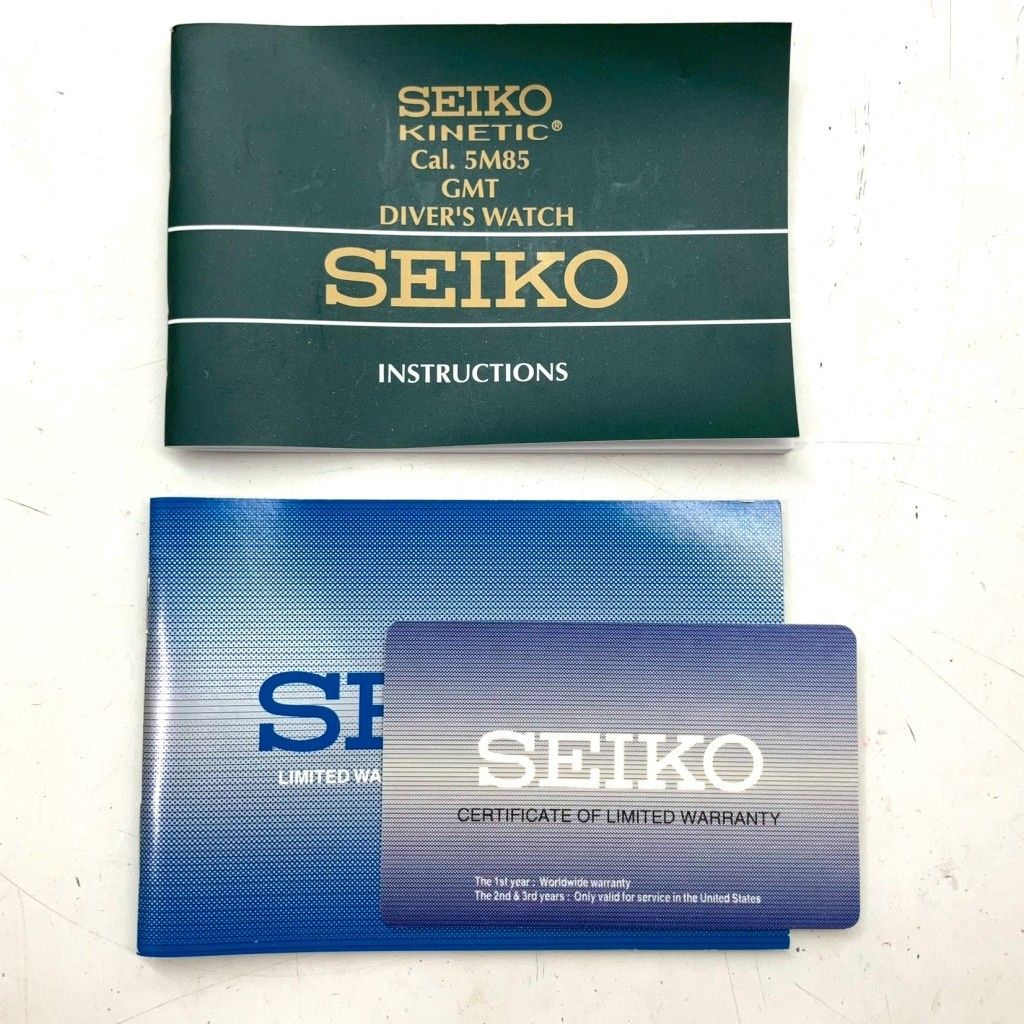 SEIKO
KINETIC®
Cal. 5M85
GMT
DIVER'S WATCH
SEIKO
INSTRUCTIONS
SE
LIMITED WA
SEIKO
CERTIFICATE OF LIMITED WARRANTY
The 1st year : Worldwide warranty
The 2nd & 3rd years : Only valid for service in the United States